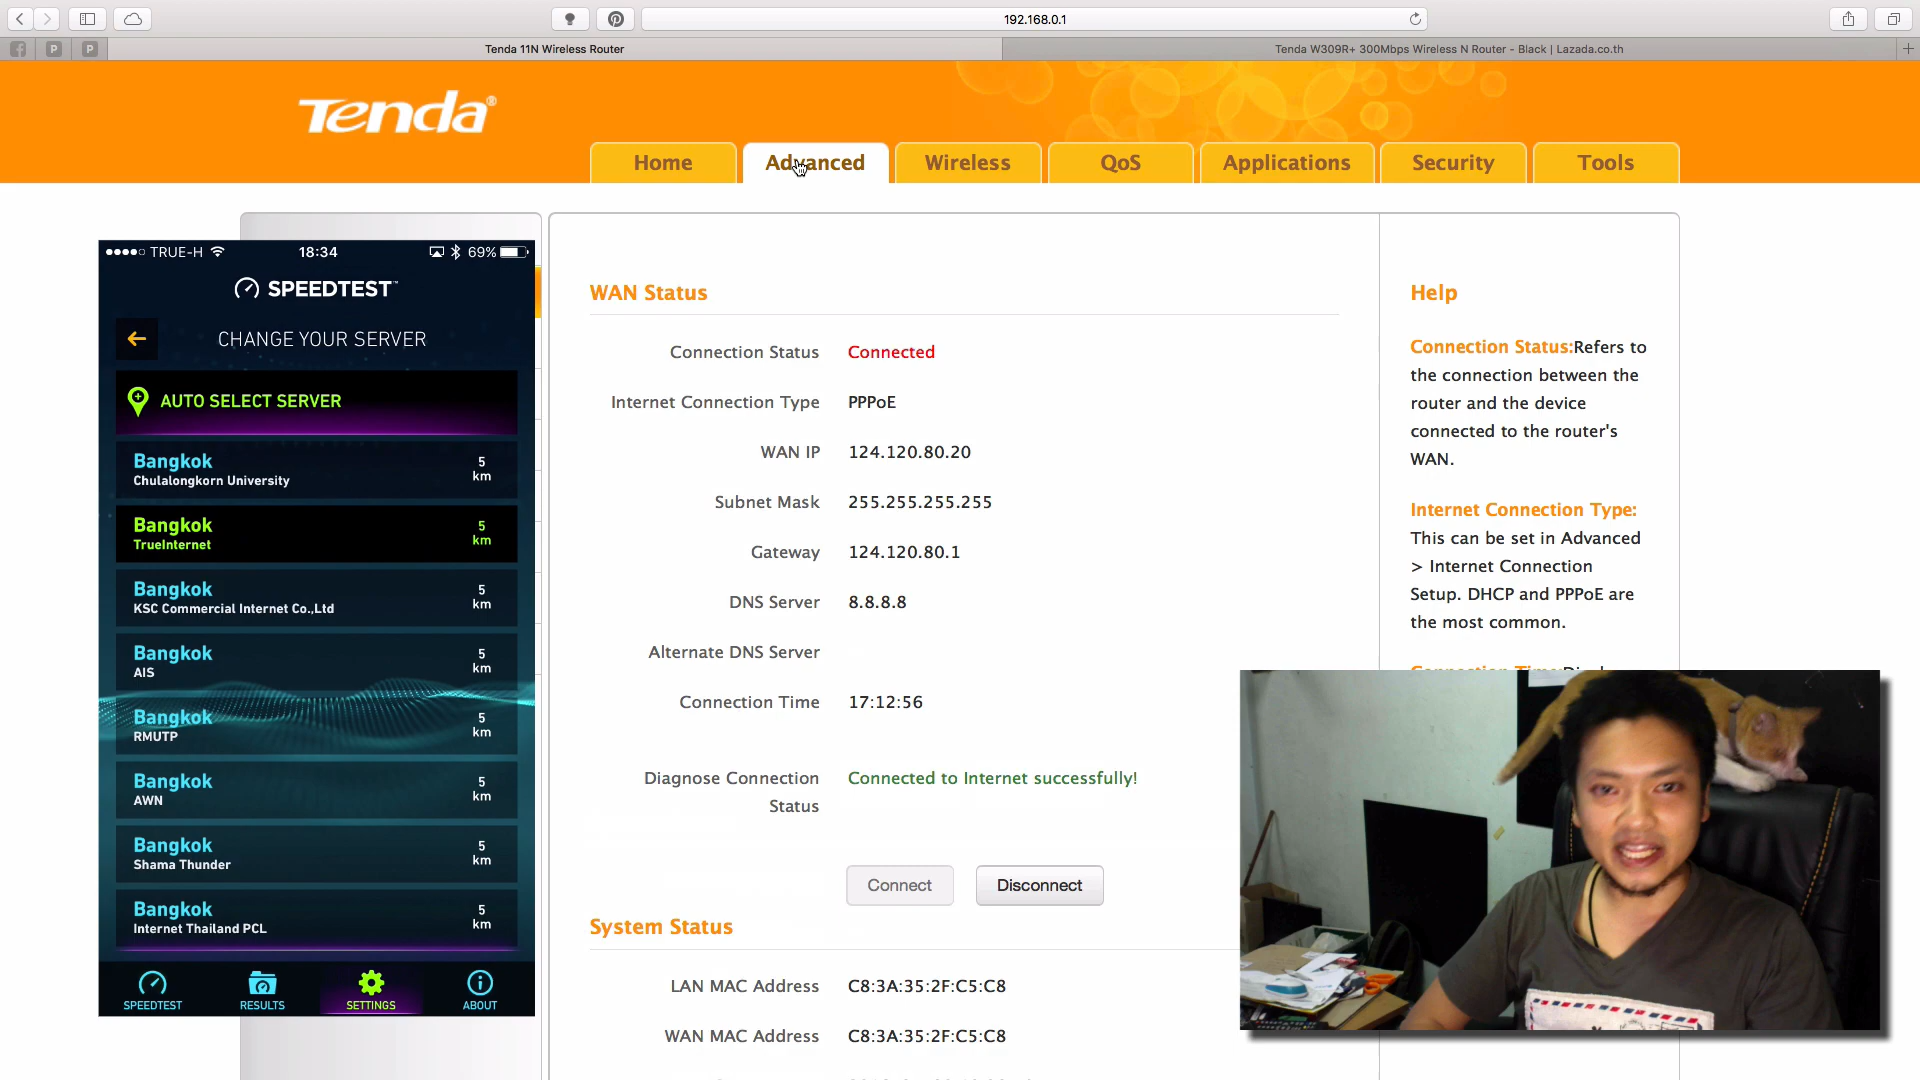 192.168.0.1
Tenda 11N Wireless Router
Tenda W309R+ 300Mbps Wireless N Router - Black | Lazada.co.th
Tenda®
Home
Advanced
Wireless
QoS
Applications
Security
Tools
TRUE-H
18:34
69%
SPEEDTEST™
CHANGE YOUR SERVER
AUTO SELECT SERVER
Bangkok
Chulalongkorn University
5
km
Bangkok
TrueInternet
5
km
Bangkok
KSC Commercial Internet Co.,Ltd
5
km
Bangkok
AIS
5
km
Bangkok
RMUTP
5
km
Bangkok
AWN
5
km
Bangkok
Shama Thunder
5
km
Bangkok
Internet Thailand PCL
5
km
SPEEDTEST
RESULTS
SETTINGS
ABOUT
WAN Status
Connection Status Connected
Internet Connection Type PPPoE
WAN IP 124.120.80.20
Subnet Mask 255.255.255.255
Gateway 124.120.80.1
DNS Server 8.8.8.8
Alternate DNS Server
Connection Time 17:12:56
Diagnose Connection
Status
Connected to Internet successfully!
Connect
Disconnect
System Status
LAN MAC Address C8:3A:35:2F:C5:C8
WAN MAC Address C8:3A:35:2F:C5:C8
Help
Connection Status:Refers to
the connection between the
router and the device
connected to the router's
WAN.
Internet Connection Type:
This can be set in Advanced
> Internet Connection
Setup. DHCP and PPPoE are
the most common.